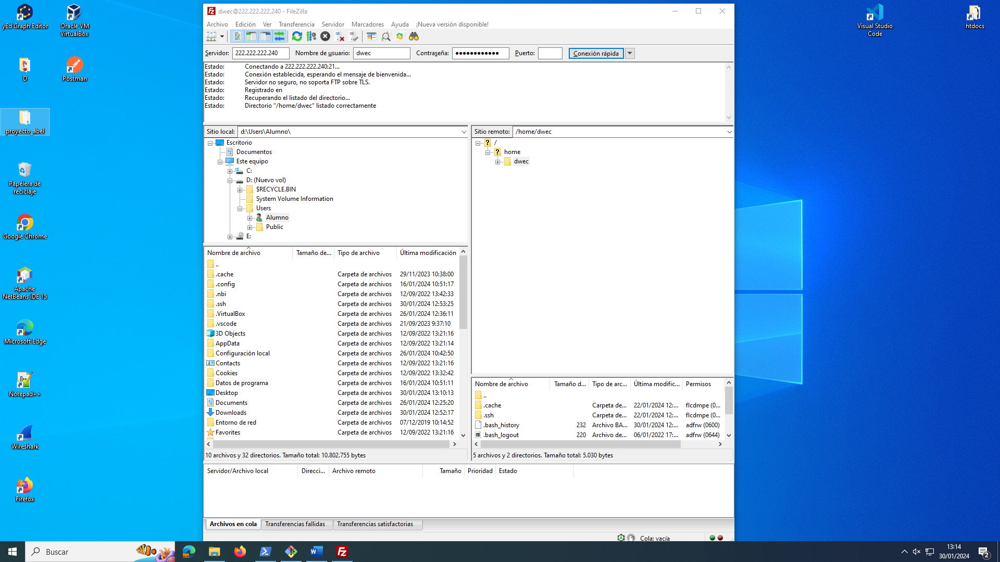 yEd Graph Editor
Oracle VM
VirtualBox
D
Postman
proyecto_abel
Papelera de
reciclaje
Google Chrome
Apache
NetBeans IDE 15
Microsoft Edge
Notepad++
Wireshark
Firefox
Visual Studio
Code
htdocs
dwec@222.222.222.240 - FileZilla
Archivo Edición Ver Transferencia Servidor Marcadores Ayuda ¡Nueva versión disponible!
Servidor: 222.222.222.240 Nombre de usuario: dwec Contraseña: ●●●●●●●●●●●● Puerto: Conexión rápida
Estado: Conectando a 222.222.222.240:21...
Estado: Conexión establecida, esperando el mensaje de bienvenida...
Estado: Servidor no seguro, no soporta FTP sobre TLS.
Estado: Registrado en
Estado: Recuperando el listado del directorio...
Estado: Directorio "/home/dwec" listado correctamente
Sitio local: d:\Users\Alumno\
Escritorio
Documentos
Este equipo
C:
D: (Nuevo vol)
$RECYCLE.BIN
System Volume Information
Users
Alumno
Public
E:
Nombre de archivo Tamaño de... Tipo de archivo Última modificación
..
.cache Carpeta de archivos 29/11/2023 10:38:00
.config Carpeta de archivos 16/01/2024 10:51:17
.nbi Carpeta de archivos 12/09/2022 13:42:33
.ssh Carpeta de archivos 30/01/2024 12:53:25
.VirtualBox Carpeta de archivos 26/01/2024 12:36:11
.vscode Carpeta de archivos 21/09/2023 9:37:10
3D Objects Carpeta de archivos 12/09/2022 13:21:16
AppData Carpeta de archivos 12/09/2022 13:21:14
Configuración local Carpeta de archivos 26/01/2024 10:42:50
Contacts Carpeta de archivos 12/09/2022 13:21:16
Cookies Carpeta de archivos 12/09/2022 13:32:42
Datos de programa Carpeta de archivos 16/01/2024 10:51:11
Desktop Carpeta de archivos 30/01/2024 13:10:13
Documents Carpeta de archivos 26/01/2024 12:25:20
Downloads Carpeta de archivos 30/01/2024 12:52:17
Entorno de red Carpeta de archivos 07/12/2019 10:14:52
Favorites Carpeta de archivos 12/09/2022 13:21:16
10 archivos y 32 directorios. Tamaño total: 10.802.755 bytes
Sitio remoto: /home/dwec
/
home
dwec
Nombre de archivo Tamaño d... Tipo de arc... Última modific... Permisos
..
.cache Carpeta de... 22/01/2024 12:... flcdmpe (0...
.ssh Carpeta de... 22/01/2024 12:... flcdmpe (0...
.bash_history 232 Archivo BA... 30/01/2024 12:... adfrw (0600)
.bash_logout 220 Archivo de... 06/01/2022 17:... adfrw (0644)
5 archivos y 2 directorios. Tamaño total: 5.030 bytes
Servidor/Archivo local Direcci... Archivo remoto Tamaño Prioridad Estado
Archivos en cola Transferencias fallidas Transferencias satisfactorias
Cola: vacía
Buscar
13:14
30/01/2024
2